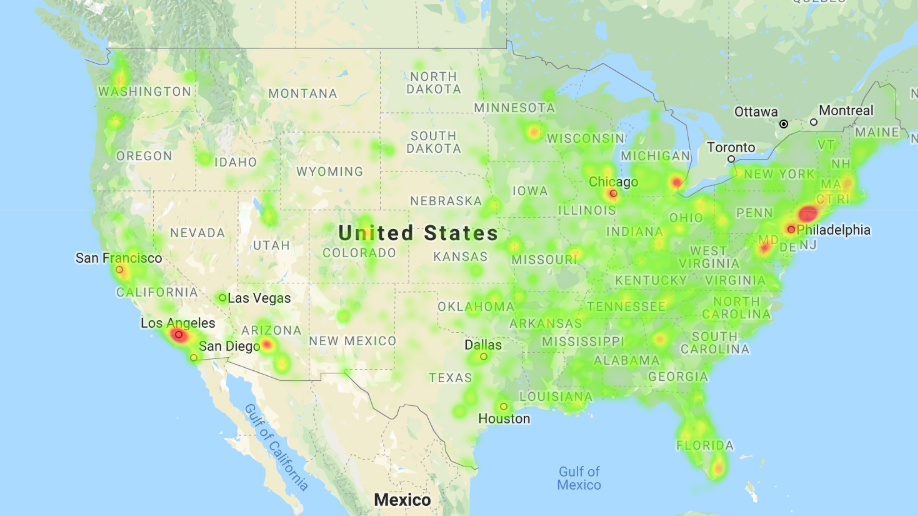 QUEBEC
WASHINGTON
MONTANA
NORTH
DAKOTA
MINNESOTA
Ottawa
Montreal
MAINE
OREGON
IDAHO
SOUTH
DAKOTA
WISCONSIN
MICHIGAN
Toronto
VT
NH
WYOMING
NEW YORK
MA
CT RI
Chicago
IOWA
NEBRASKA
ILLINOIS
OHIO
PENN
NEVADA
United States
INDIANA
Philadelphia
UTAH
COLORADO
KANSAS
MISSOURI
WEST
VIRGINIA
MD
DE
NJ
San Francisco
CALIFORNIA
Las Vegas
KENTUCKY
VIRGINIA
OKLAHOMA
TENNESSEE
NORTH
CAROLINA
Los Angeles
ARIZONA
NEW MEXICO
ARKANSAS
San Diego
Dallas
MISSISSIPPI
SOUTH
CAROLINA
ALABAMA
TEXAS
GEORGIA
LOUISIANA
Houston
Gulf of California
FLORIDA
Gulf of
Mexico
Mexico